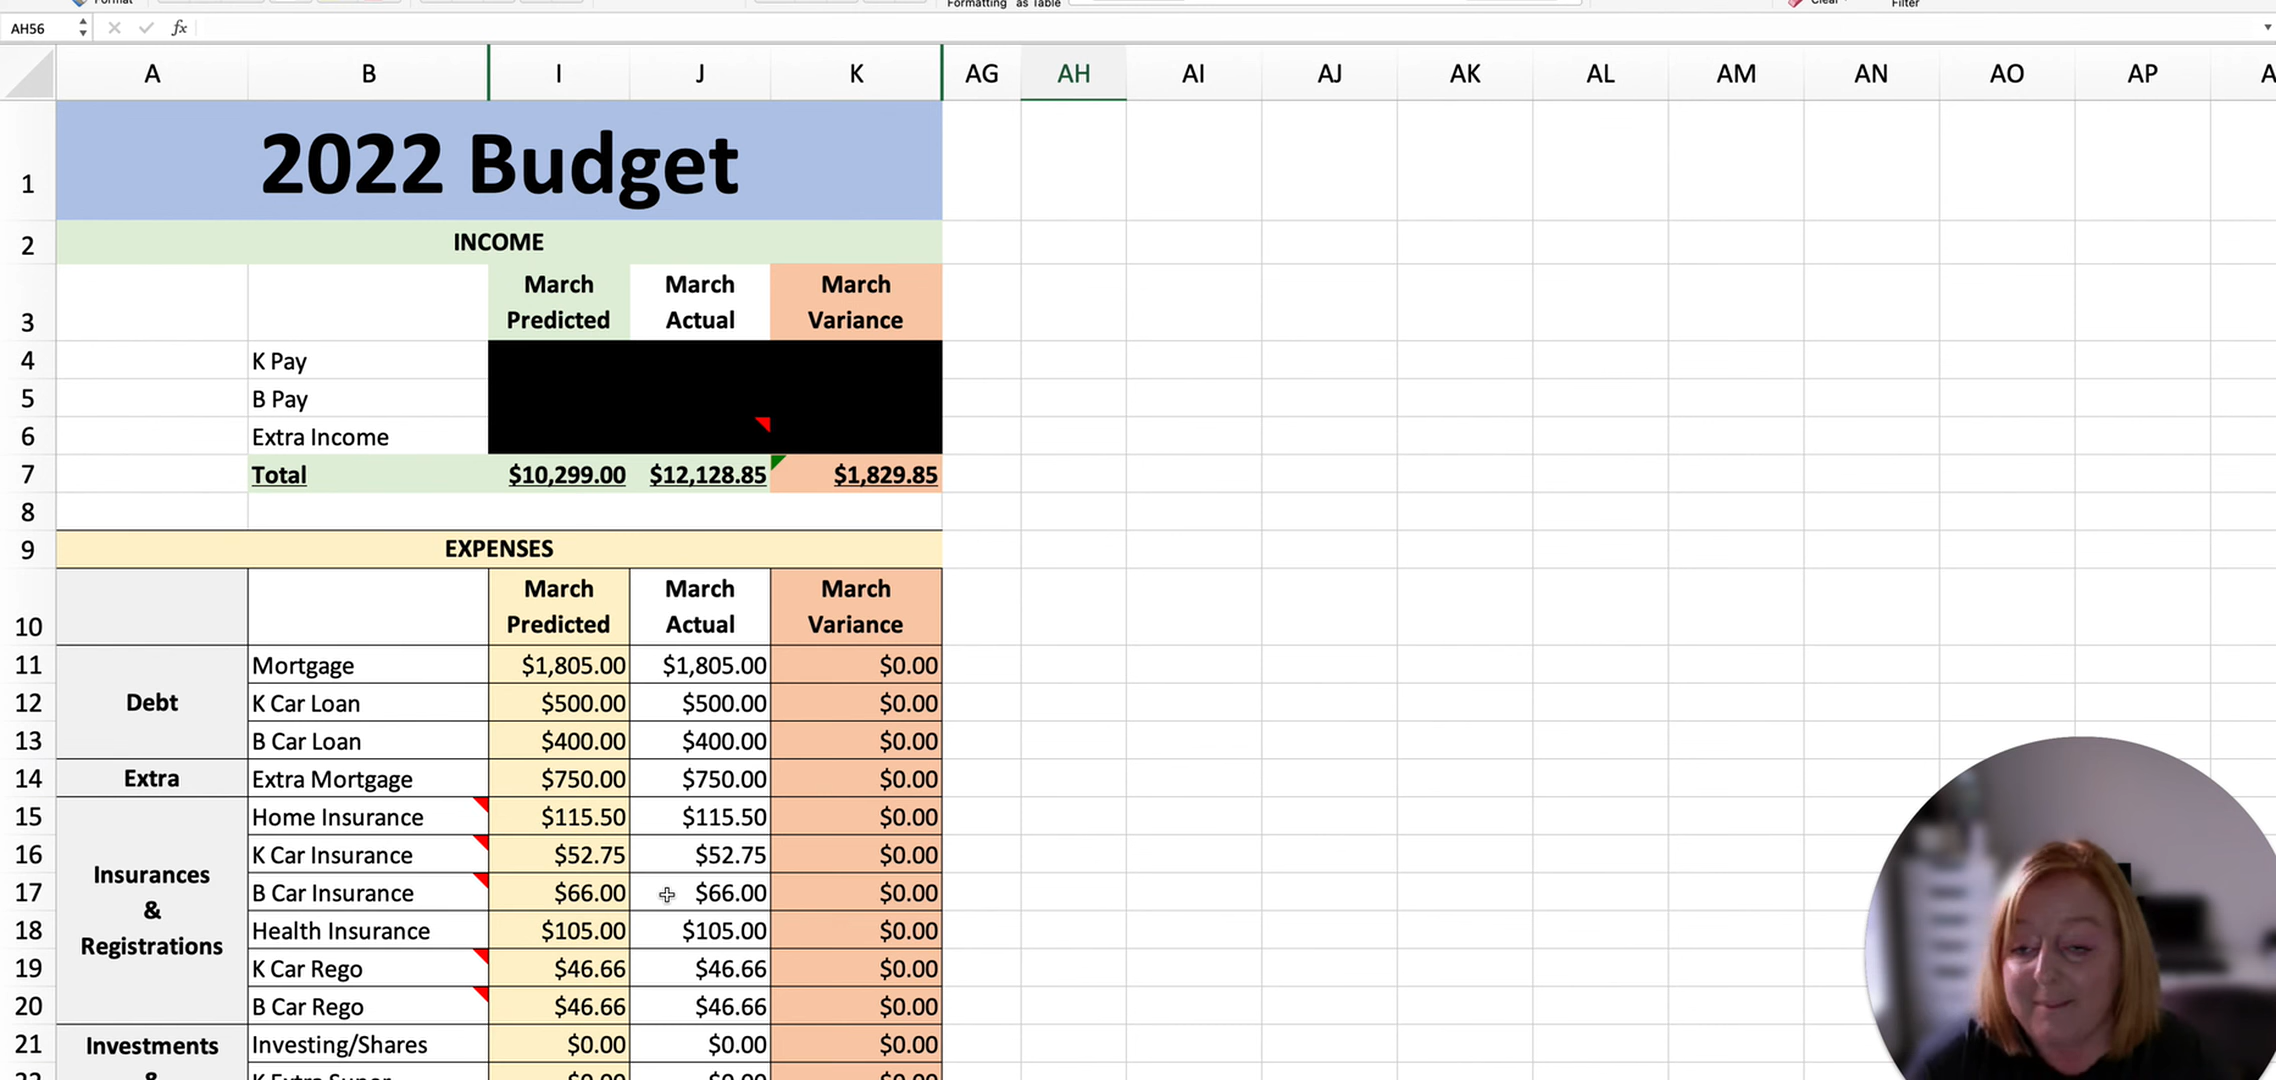 Format
Formatting as Table
Clear
Filter
AH56
fx
A B I J K AG AH AI AJ AK AL AM AN AO AP
1 2022 Budget
2 INCOME
3 March Predicted March Actual March Variance
4 K Pay
5 B Pay
6 Extra Income
7 Total $10,299.00 $12,128.85 $1,829.85
8
9 EXPENSES
10 March Predicted March Actual March Variance
11 Mortgage $1,805.00 $1,805.00 $0.00
12 Debt K Car Loan $500.00 $500.00 $0.00
13 B Car Loan $400.00 $400.00 $0.00
14 Extra Extra Mortgage $750.00 $750.00 $0.00
15 Home Insurance $115.50 $115.50 $0.00
16 K Car Insurance $52.75 $52.75 $0.00
Insurances
&
Registrations
17 B Car Insurance $66.00 $66.00 $0.00
18 Health Insurance $105.00 $105.00 $0.00
19 K Car Rego $46.66 $46.66 $0.00
20 B Car Rego $46.66 $46.66 $0.00
21 Investments Investing/Shares $0.00 $0.00 $0.00